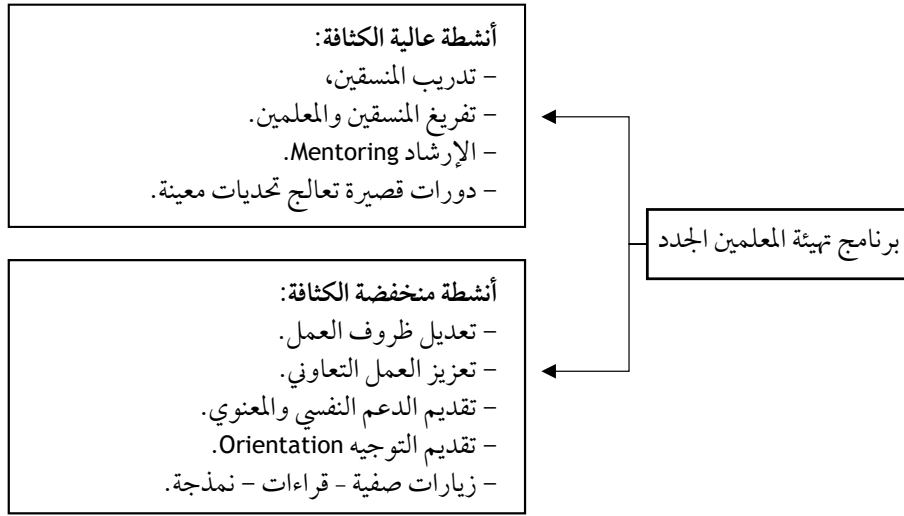 برنامج تهيئة المعلمين الجدد
أنشطة عالية الكثافة:
– تدريب المنسقين،
– تفريغ المنسقين والمعلمين.
– الإرشاد Mentoring.
– دورات قصيرة تعالج تحديات معينة.
أنشطة منخفضة الكثافة:
– تعديل ظروف العمل.
– تعزيز العمل التعاوني.
– تقديم الدعم النفسي والمعنوي.
– تقديم التوجيه Orientation.
– زيارات صفية – قراءات – نمذجة.